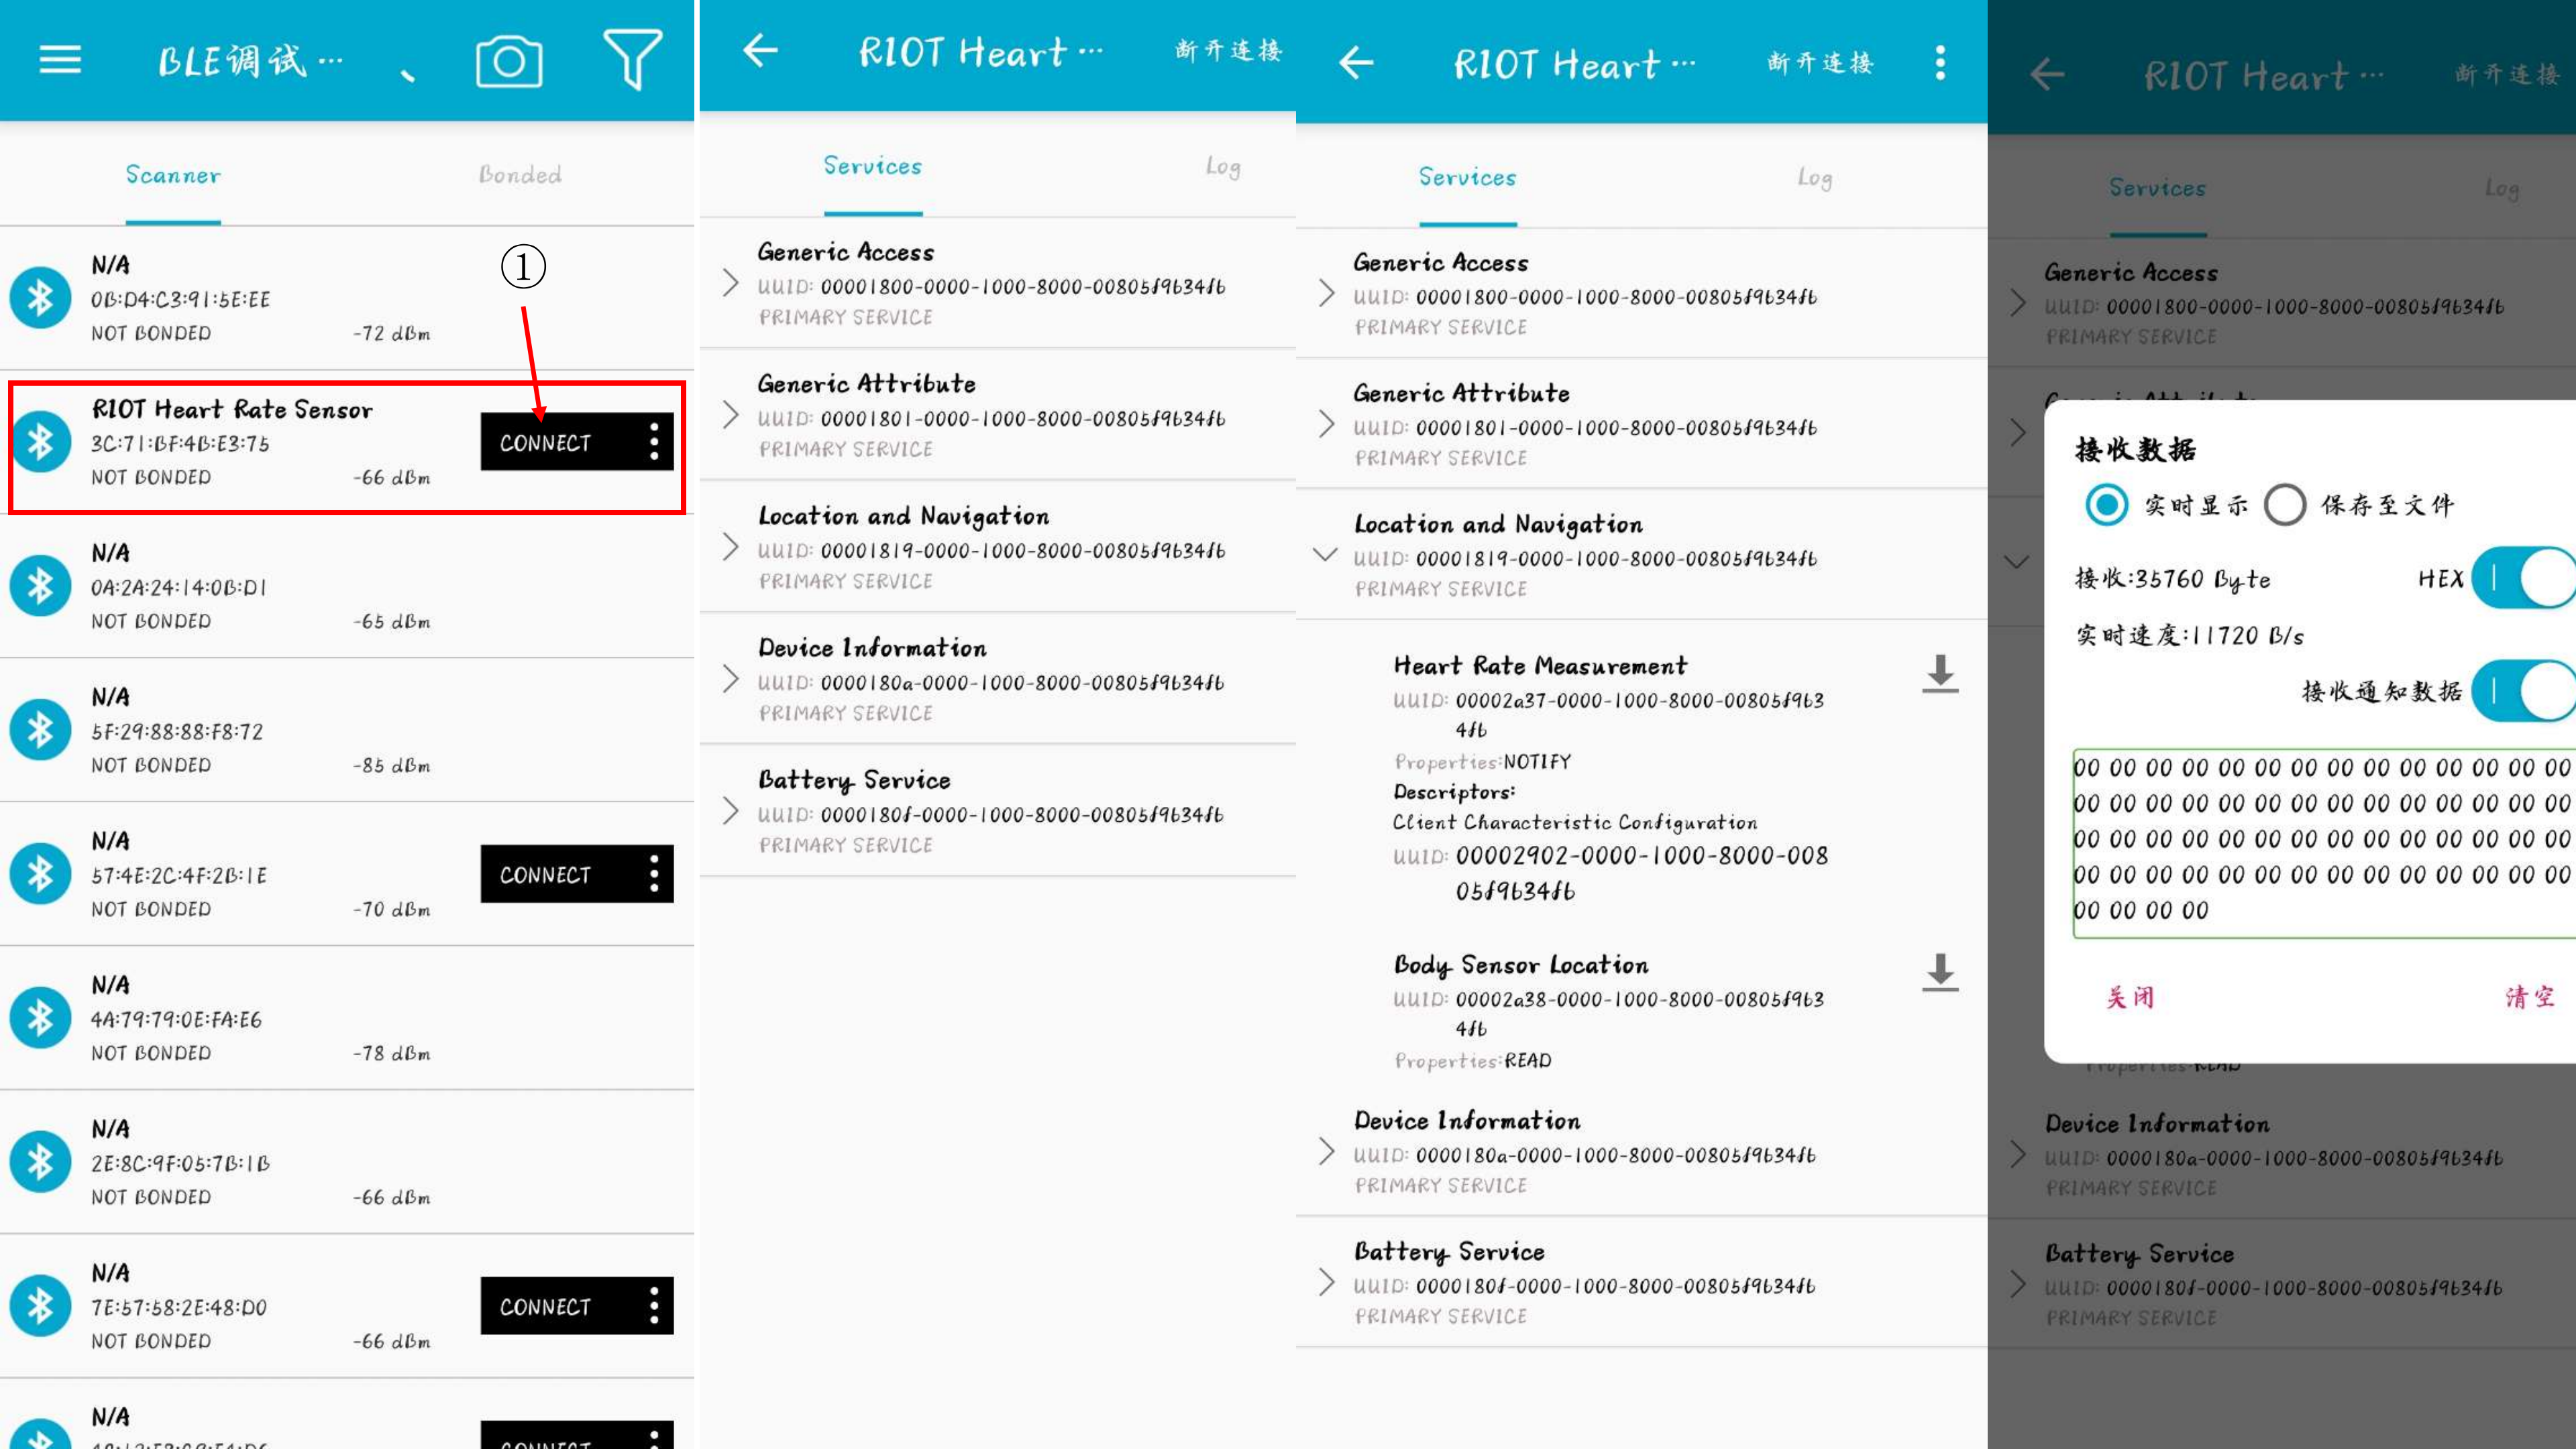 BLE调试…
Scanner
Bonded
N/A
0B:D4:C3:91:5E:EE
NOT BONDED -72 dBm
①
RIOT Heart Rate Sensor
3C:71:BF:4B:E3:75
NOT BONDED -66 dBm
CONNECT
N/A
0A:2A:24:14:0B:D1
NOT BONDED -65 dBm
N/A
5F:29:88:88:F8:72
NOT BONDED -85 dBm
N/A
57:4E:2C:4F:2B:1E
NOT BONDED -70 dBm
CONNECT
N/A
4A:79:79:0E:FA:E6
NOT BONDED -78 dBm
N/A
2E:8C:9F:05:7B:1B
NOT BONDED -66 dBm
N/A
7E:57:58:2E:48:D0
NOT BONDED -66 dBm
CONNECT
N/A
RIOT Heart… 断开连接
Services Log
Generic Access
UUID: 00001800-0000-1000-8000-00805f9b34fb
PRIMARY SERVICE
Generic Attribute
UUID: 00001801-0000-1000-8000-00805f9b34fb
PRIMARY SERVICE
Location and Navigation
UUID: 00001819-0000-1000-8000-00805f9b34fb
PRIMARY SERVICE
Device Information
UUID: 0000180a-0000-1000-8000-00805f9b34fb
PRIMARY SERVICE
Battery Service
UUID: 0000180f-0000-1000-8000-00805f9b34fb
PRIMARY SERVICE
RIOT Heart… 断开连接
Services Log
Generic Access
UUID: 00001800-0000-1000-8000-00805f9b34fb
PRIMARY SERVICE
Generic Attribute
UUID: 00001801-0000-1000-8000-00805f9b34fb
PRIMARY SERVICE
Location and Navigation
UUID: 00001819-0000-1000-8000-00805f9b34fb
PRIMARY SERVICE
Heart Rate Measurement
UUID: 00002a37-0000-1000-8000-00805f9b3
4fb
Properties:NOTIFY
Descriptors:
Client Characteristic Configuration
UUID: 00002902-0000-1000-8000-008
05f9b34fb
Body Sensor Location
UUID: 00002a38-0000-1000-8000-00805f9b3
4fb
Properties:READ
Device Information
UUID: 0000180a-0000-1000-8000-00805f9b34fb
PRIMARY SERVICE
Battery Service
UUID: 0000180f-0000-1000-8000-00805f9b34fb
PRIMARY SERVICE
RIOT Heart… 断开连接
Services Log
Generic Access
UUID: 00001800-0000-1000-8000-00805f9b34fb
PRIMARY SERVICE
接收数据
实时显示 保存至文件
接收:35760 Byte HEX
实时速度:11720 B/s
接收通知数据
00 00 00 00 00 00 00 00 00 00 00 00 00 00
00 00 00 00 00 00 00 00 00 00 00 00 00 00
00 00 00 00 00 00 00 00 00 00 00 00 00 00
00 00 00 00 00 00 00 00 00 00 00 00 00 00
00 00 00 00
关闭 清空
Device Information
UUID: 0000180a-0000-1000-8000-00805f9b34fb
PRIMARY SERVICE
Battery Service
UUID: 0000180f-0000-1000-8000-00805f9b34fb
PRIMARY SERVICE